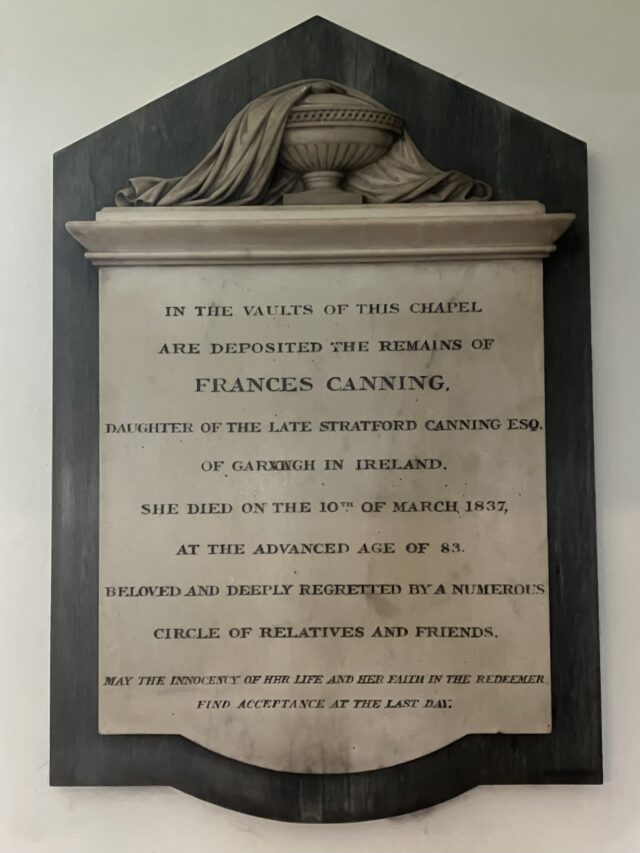 IN THE VAULTS OF THIS CHAPEL
ARE DEPOSITED THE REMAINS OF
FRANCES CANNING,
DAUGHTER OF THE LATE STRATFORD CANNING ESQ.
OF IN IRELAND.
SHE DIED ON THE 10TH OF MARCH 1837,
AT THE ADVANCED AGE OF 83.
BELOVED AND DEEPLY REGRETTED BY A NUMEROUS
CIRCLE OF RELATIVES AND FRIENDS.
MAY THE INNOCENCY OF HER LIFE AND HER FAITH IN THE REDEEMER
FIND ACCEPTANCE AT THE LAST DAY.